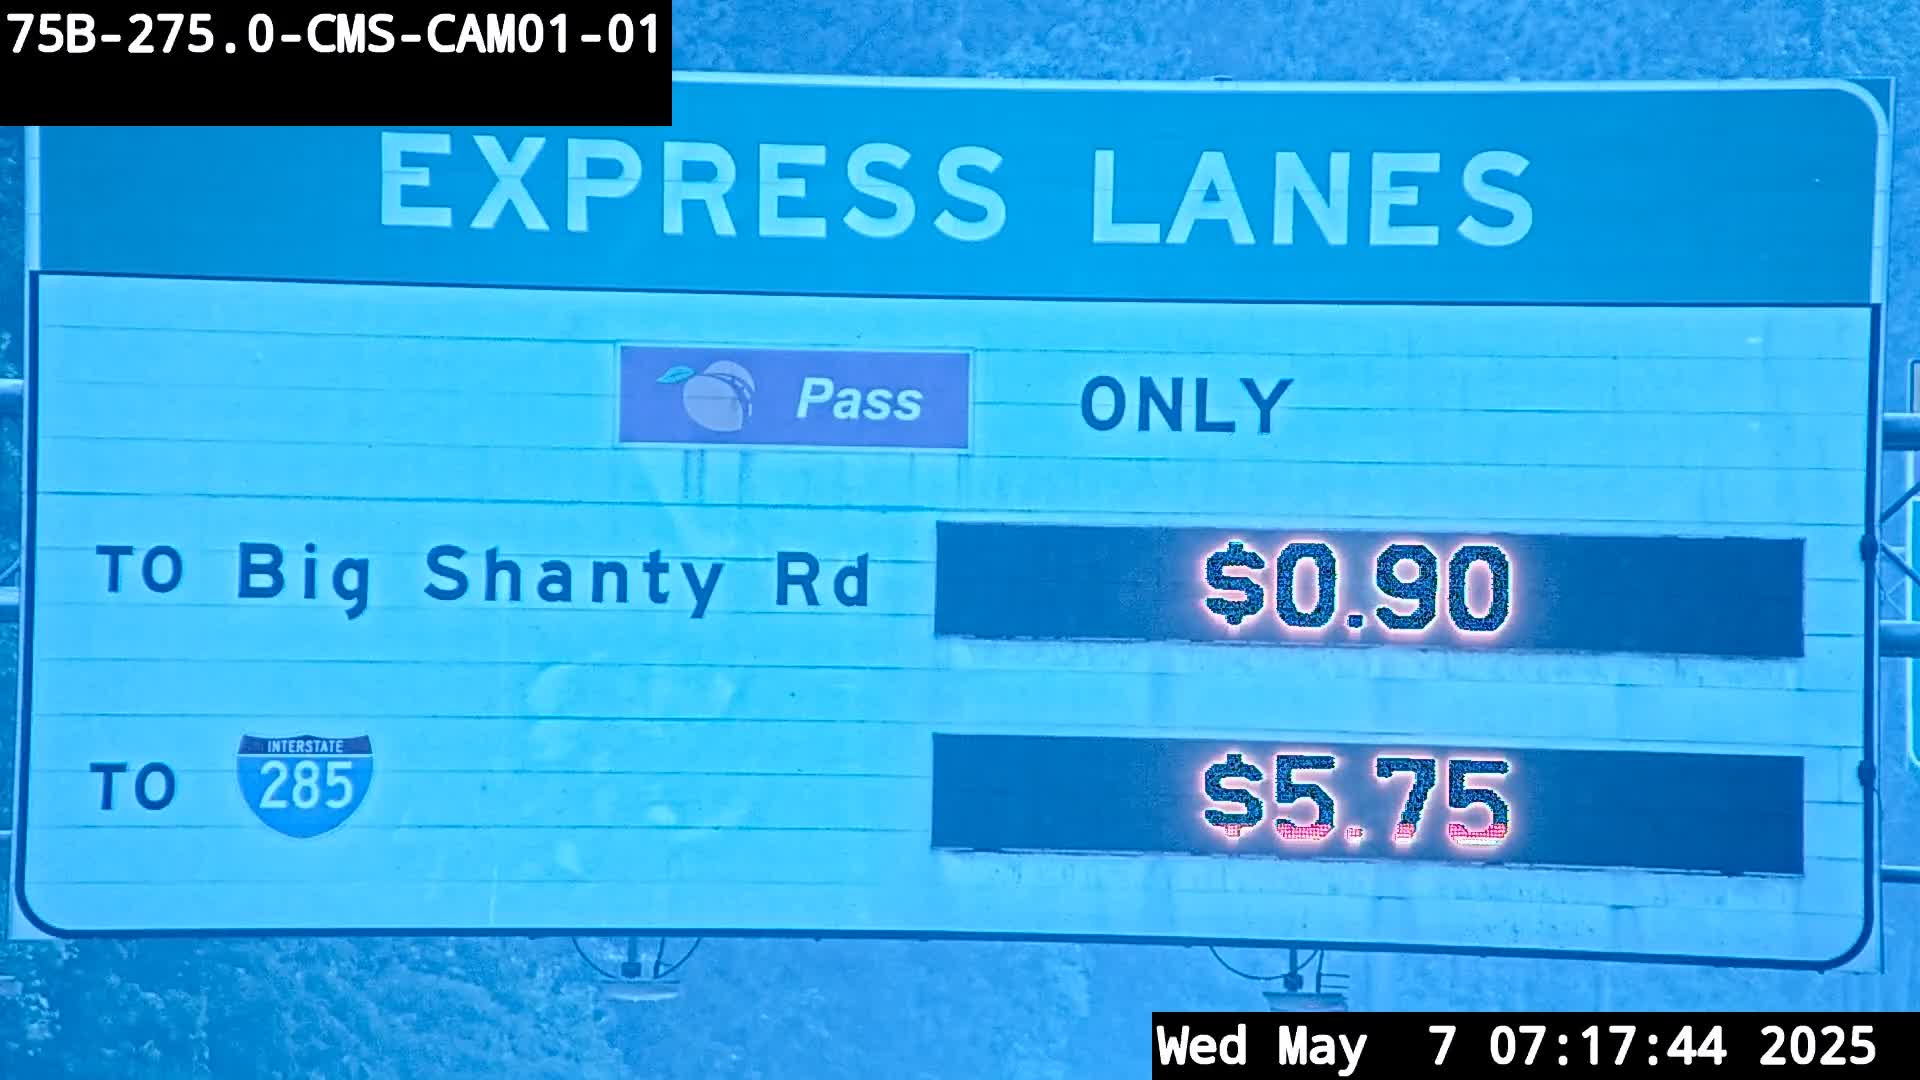 75B-275.0-CMS-CAM01-01
EXPRESS LANES
Pass ONLY
TO Big Shanty Rd $0.90
INTERSTATE
TO 285 $5.75
Wed May 7 07:17:44 2025